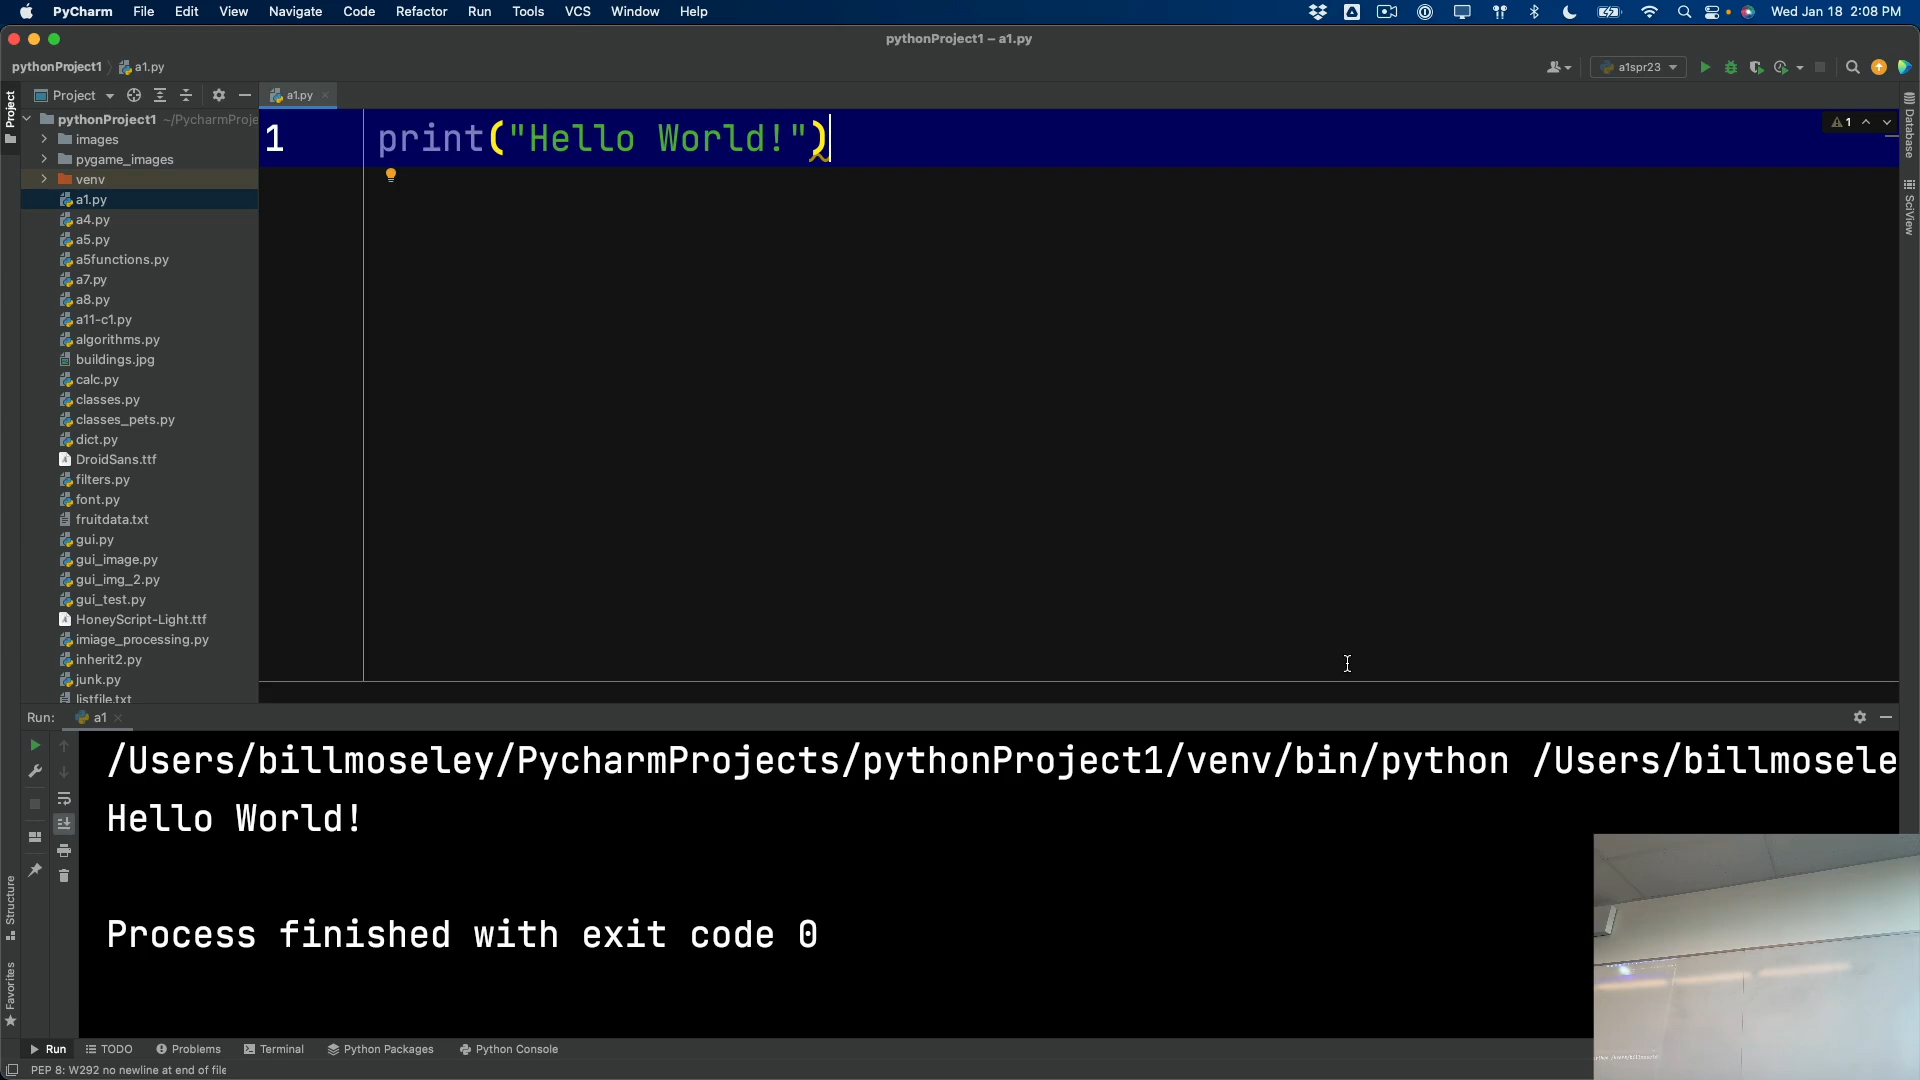 PyCharm File Edit View Navigate Code Refactor Run Tools VCS Window Help Wed Jan 18 2:08 PM
pythonProject1 – a1.py
pythonProject1 a1.py a1spr23
Project a1.py
Project
pythonProject1 ~/PycharmProje
images
pygame_images
venv
a1.py
a4.py
a5.py
a5functions.py
a7.py
a8.py
a11-c1.py
algorithms.py
buildings.jpg
calc.py
classes.py
classes_pets.py
dict.py
DroidSans.ttf
filters.py
font.py
fruitdata.txt
gui.py
gui_image.py
gui_img_2.py
gui_test.py
HoneyScript-Light.ttf
imiage_processing.py
inherit2.py
junk.py
listfile.txt
1 print("Hello World!")
1
Database
SciView
Run: a1
/Users/billmoseley/PycharmProjects/pythonProject1/venv/bin/python /Users/billmosele
Hello World!
Process finished with exit code 0
Structure
Favorites
Run TODO Problems Terminal Python Packages Python Console
PEP 8: W292 no newline at end of file